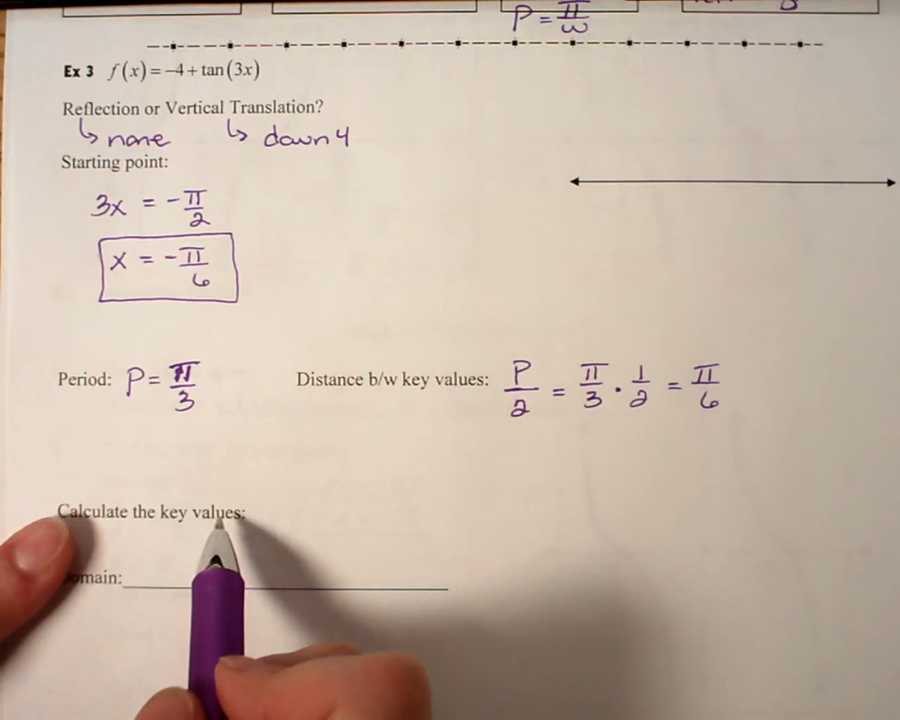 P = π/ω
Ex 3 f(x) = -4 + tan(3x)
Reflection or Vertical Translation?
↳ none ↳ down 4
Starting point:
3x = -π/2
x = -π/6
Period: P = π/3 Distance b/w key values: P/2 = π/3 · 1/2 = π/6
Calculate the key values:
omain: